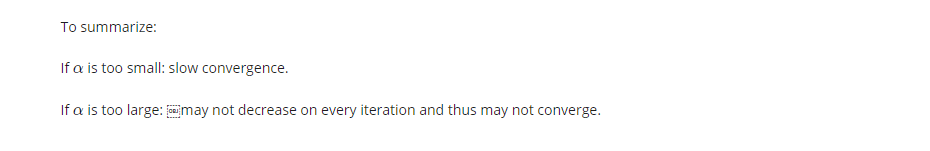 To summarize:
If α is too small: slow convergence.
If α is too large: ￼may not decrease on every iteration and thus may not converge.